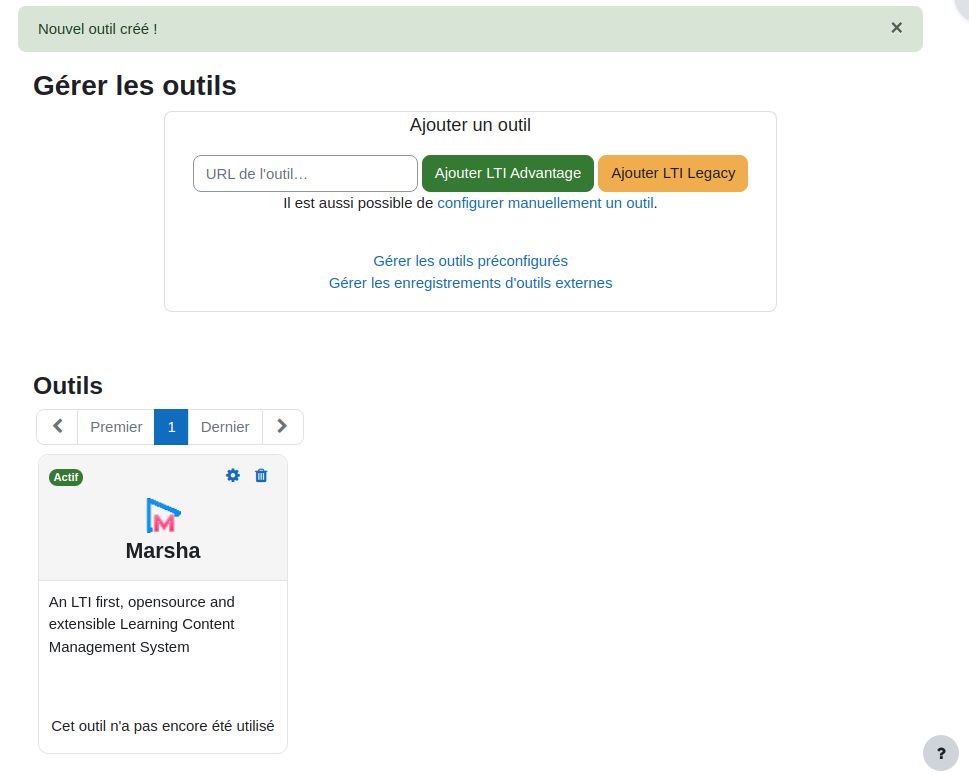 Nouvel outil créé !
Gérer les outils
Ajouter un outil
URL de l'outil… Ajouter LTI Advantage Ajouter LTI Legacy
Il est aussi possible de configurer manuellement un outil.
Gérer les outils préconfigurés
Gérer les enregistrements d'outils externes
Outils
Premier 1 Dernier
Actif
M
Marsha
An LTI first, opensource and
extensible Learning Content
Management System
Cet outil n'a pas encore été utilisé
?